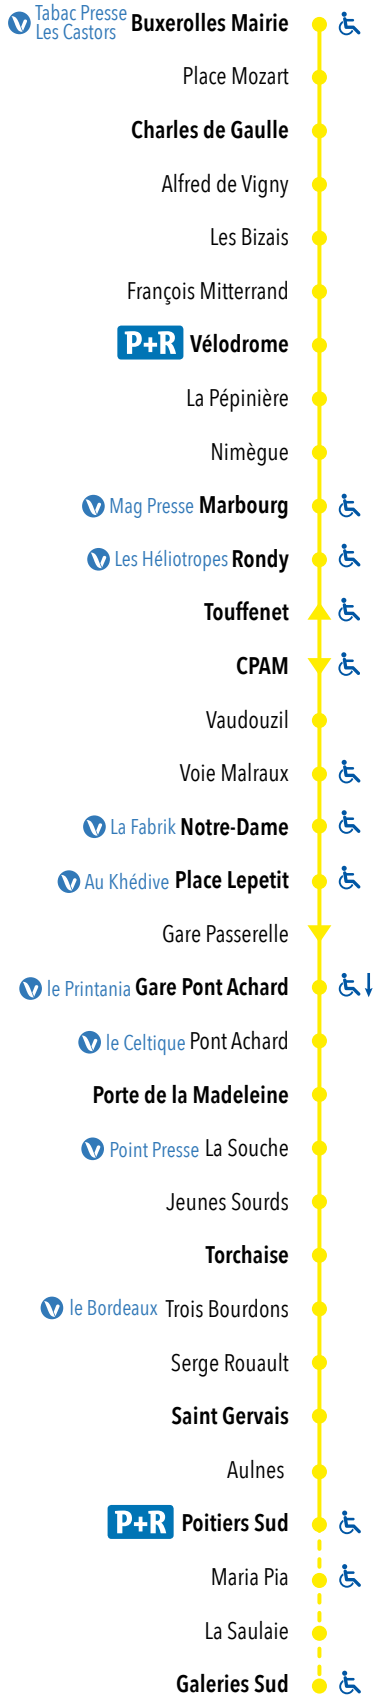 Tabac Presse
Les Castors Buxerolles Mairie
Place Mozart
Charles de Gaulle
Alfred de Vigny
Les Bizais
François Mitterrand
P+R Vélodrome
La Pépinière
Nimègue
Mag Presse Marbourg
Les Héliotropes Rondy
Touffenet
CPAM
Vaudouzil
Voie Malraux
La Fabrik Notre-Dame
Au Khédive Place Lepetit
Gare Passerelle
le Printania Gare Pont Achard
le Celtique Pont Achard
Porte de la Madeleine
Point Presse La Souche
Jeunes Sourds
Torchaise
le Bordeaux Trois Bourdons
Serge Rouault
Saint Gervais
Aulnes
P+R Poitiers Sud
Maria Pia
La Saulaie
Galeries Sud